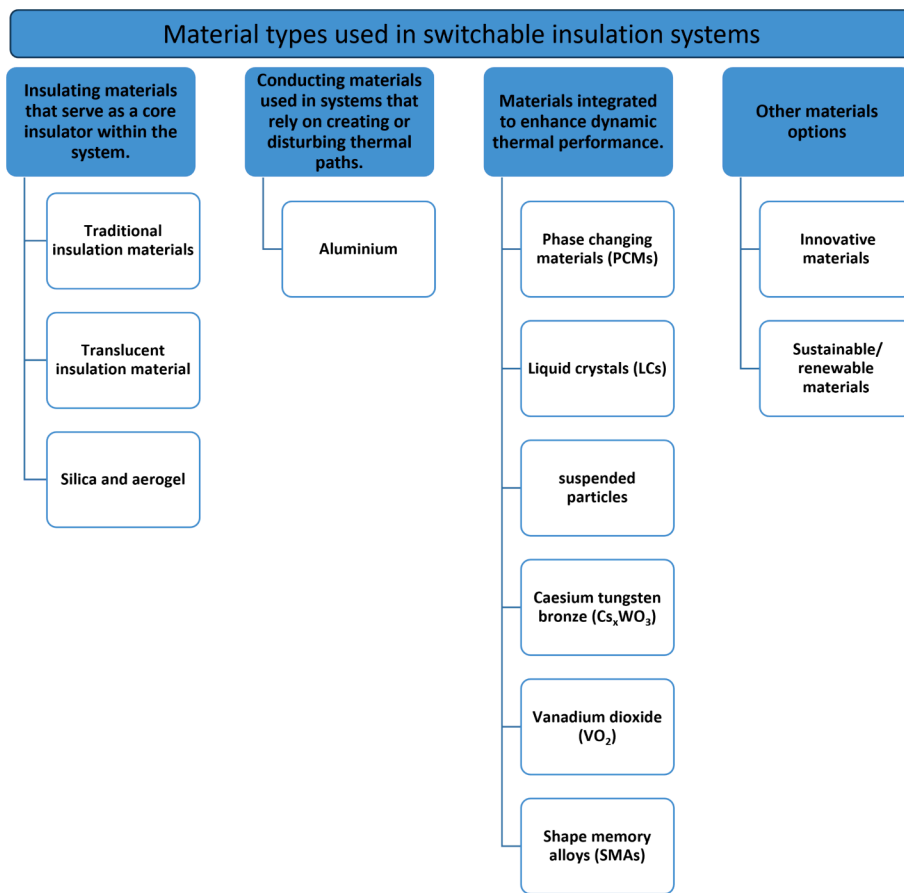 Material types used in switchable insulation systems
Insulating materials
that serve as a core
insulator within the
system.
Traditional
insulation materials
Translucent
insulation material
Silica and aerogel
Conducting materials
used in systems that
rely on creating or
disturbing thermal
paths.
Aluminium
Materials integrated
to enhance dynamic
thermal performance.
Phase changing
materials (PCMs)
Liquid crystals (LCs)
suspended
particles
Caesium tungsten
bronze (CsₓWO₃)
Vanadium dioxide
(VO₂)
Shape memory
alloys (SMAs)
Other materials
options
Innovative
materials
Sustainable/
renewable
materials